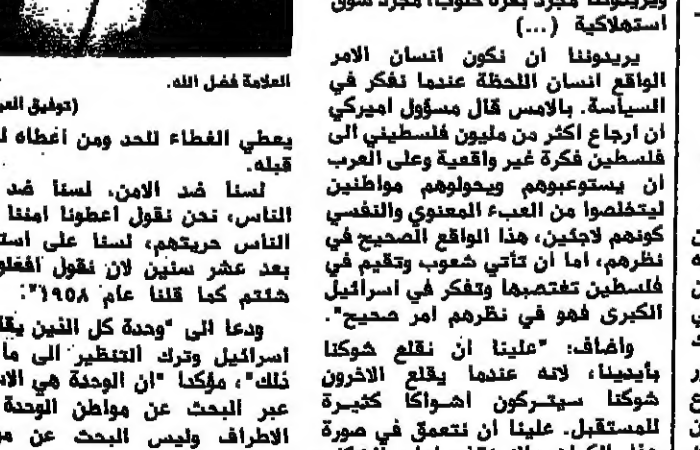 ويريدوننا مجرد بقرة حلوب، مجرد سوق
استهلاكية (...)
يريدوننا ان نكون انسان الامر
الواقع انسان اللحظة عندما نفكر في
السياسة. بالامس قال مسؤول اميركي
ان ارجاع اكثر من مليون فلسطيني الى
فلسطين فكرة غير واقعية وعلى العرب
ان يستوعبوهم ويحولوهم مواطنين
ليتخلصوا من العبء المعنوي والنفسي
كونهم لاجئين، هذا الواقع الصحيح في
نظرهم، اما ان تأتي شعوب وتقيم في
فلسطين تغتصبها وتفكر في اسرائيل
الكبرى فهو في نظرهم امر صحيح".
واضاف: "علينا ان نقلع شوكنا
بأيدينا، لانه عندما يقلع الاخرون
شوكنا سيتركون اشواكا كثيرة
للمستقبل. علينا ان نتعمق في صورة
العلامة فضل الله.
(توفيق
يعطي الغطاء للحد ومن اعطاه
قبله.
لسنا ضد الامن، لسنا ضد
الناس، نحن نقول اعطونا امننا
الناس حريتهم، لسنا على
بعد عشر سنين لان نقول
شئتم كما قلنا عام ١٩٥٨".
ودعا الى "وحدة كل الذين
اسرائيل وترك التنظير الى
ذلك"، مؤكدا "ان الوحدة هي
عبر البحث عن مواطن الوحدة
الاطراف وليس البحث عن